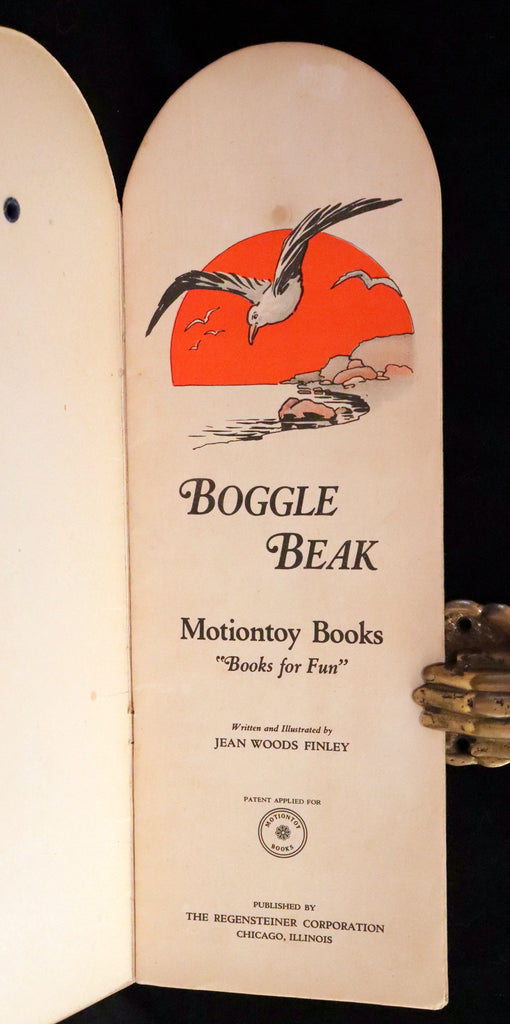 BOGGLE
BEAK
Motiontoy Books
"Books for Fun"
Written and Illustrated by
JEAN WOODS FINLEY
PATENT APPLIED FOR
MOTIONTOY
BOOKS
PUBLISHED BY
THE REGENSTEINER CORPORATION
CHICAGO, ILLINOIS